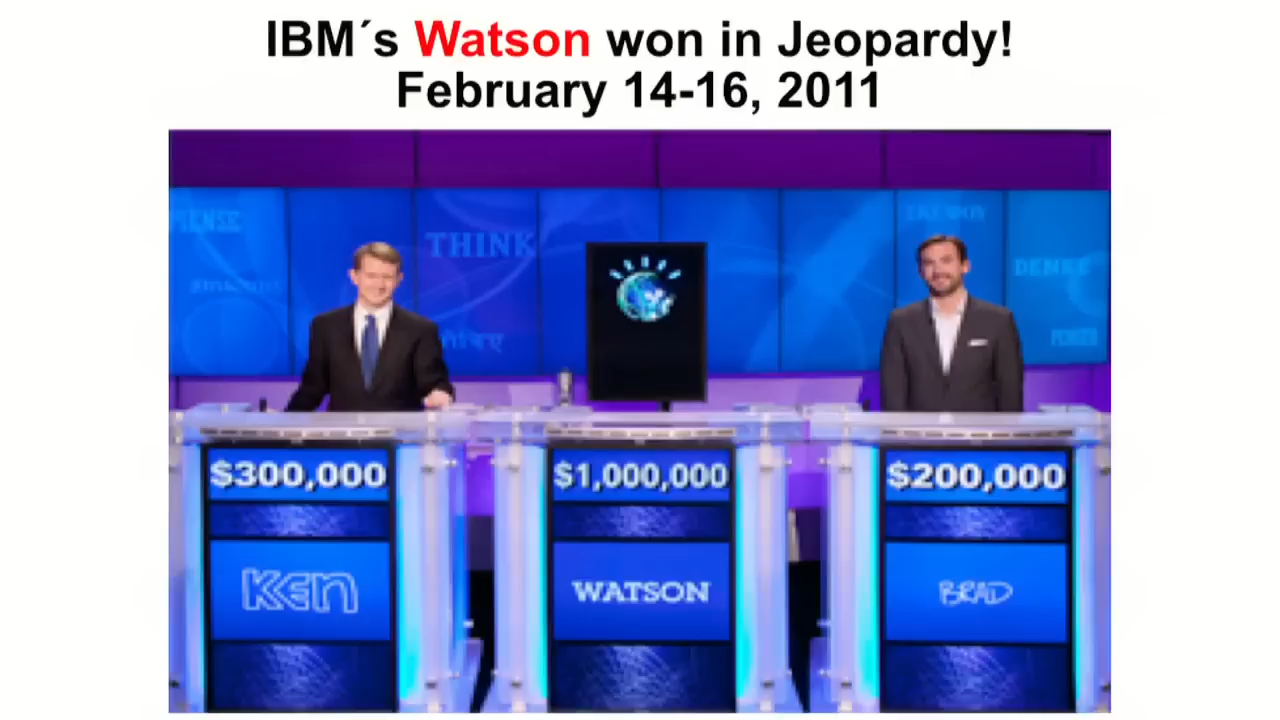 IBM´s Watson won in Jeopardy!
February 14-16, 2011
THINK
DENKE
$300,000
$1,000,000
$200,000
KEN
WATSON
BRAD